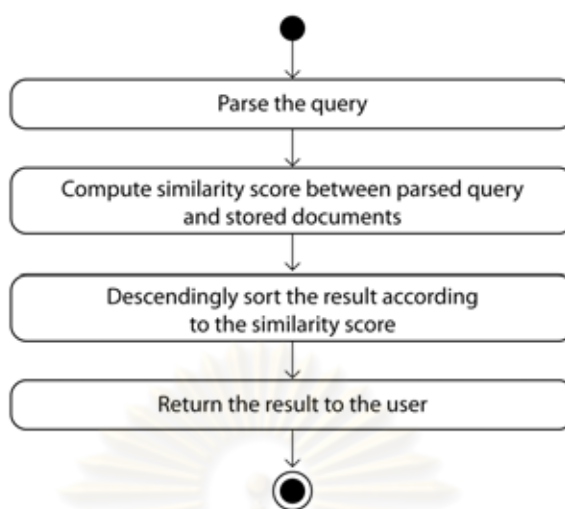 Parse the query
Compute similarity score between parsed query
and stored documents
Descendingly sort the result according
to the similarity score
Return the result to the user